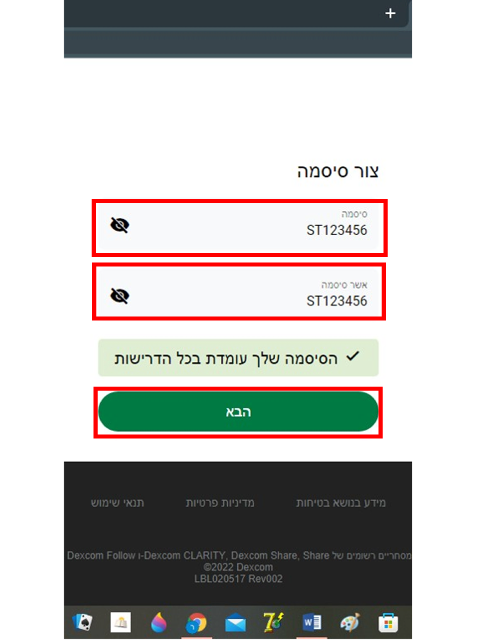 צור סיסמה
סיסמה
ST123456
אשר סיסמה
ST123456
הסיסמה שלך עומדת בכל הדרישות
הבא
מידע בנושא בטיחות
מדיניות פרטיות
תנאי שימוש
Dexcom Follow ו-Dexcom CLARITY, Dexcom Share, Share מסחריים רשומים של
©2022 Dexcom
LBL020517 Rev002